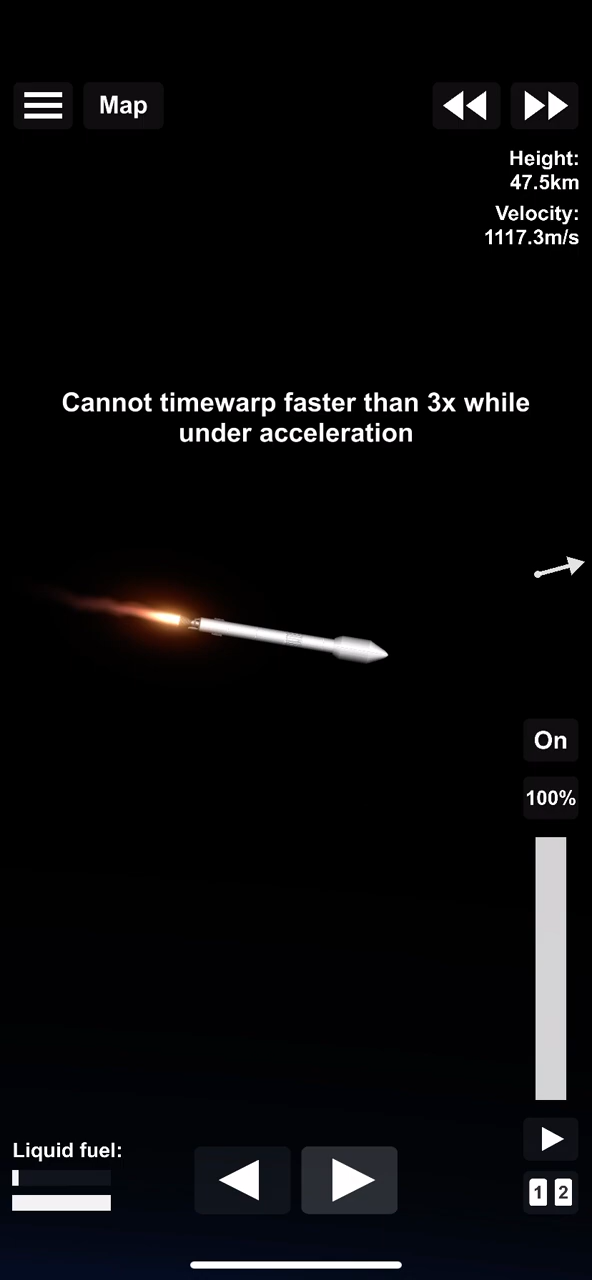 Map
Height:
47.5km
Velocity:
1117.3m/s
Cannot timewarp faster than 3x while
under acceleration
On
100%
Liquid fuel:
1 2